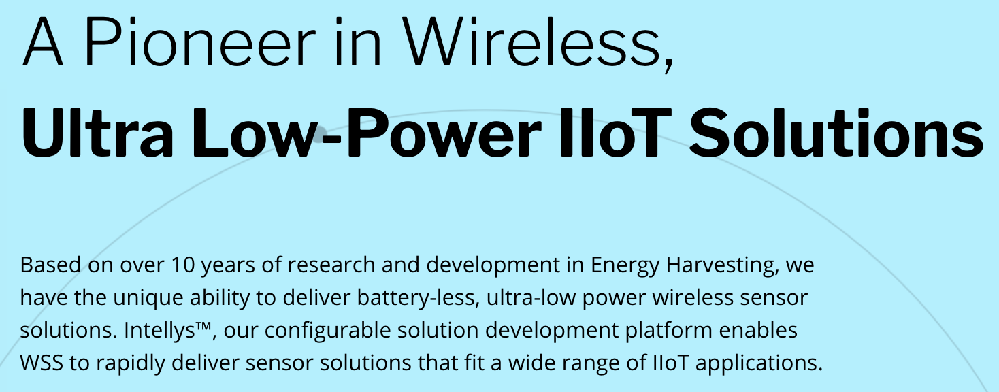 A Pioneer in Wireless,
Ultra Low-Power IIoT Solutions
Based on over 10 years of research and development in Energy Harvesting, we
have the unique ability to deliver battery-less, ultra-low power wireless sensor
solutions. Intellys™, our configurable solution development platform enables
WSS to rapidly deliver sensor solutions that fit a wide range of IIoT applications.